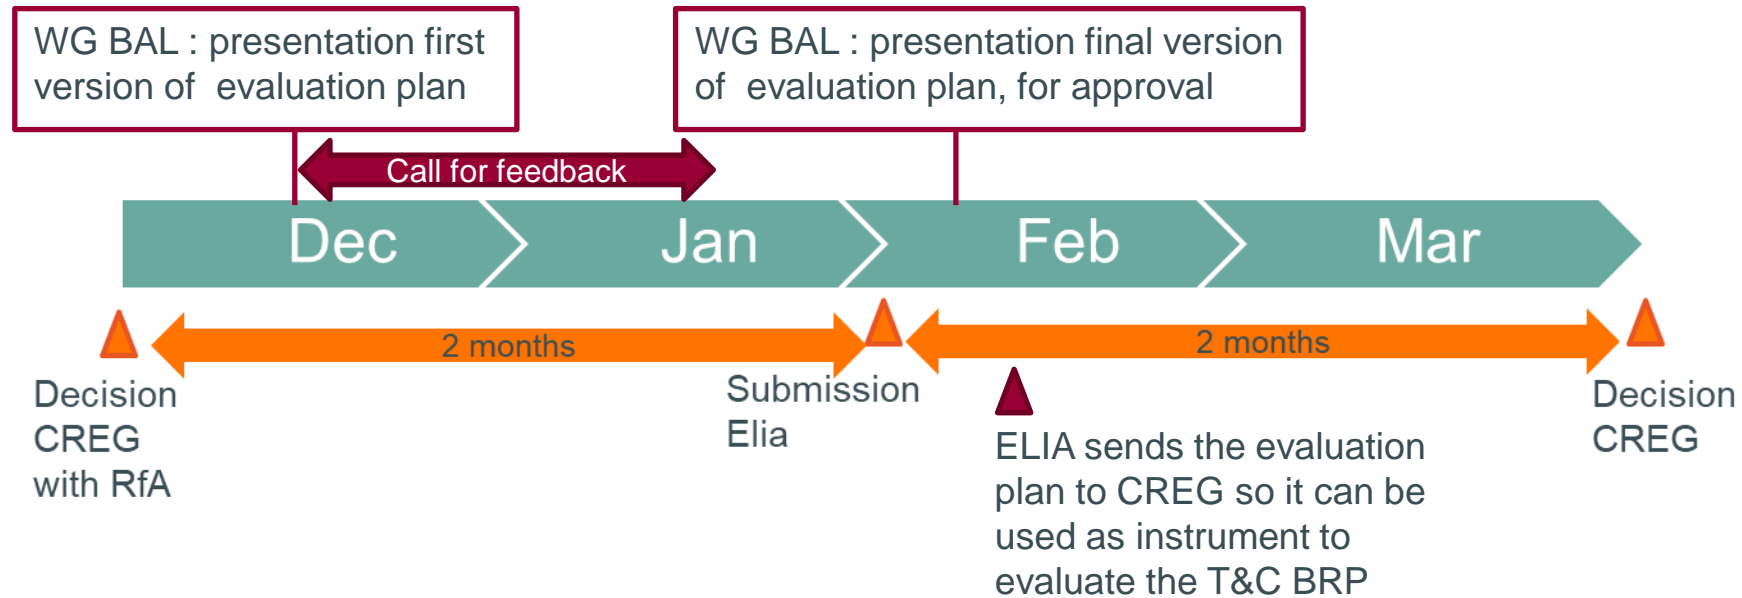 WG BAL : presentation first
version of evaluation plan
WG BAL : presentation final version
of evaluation plan, for approval
Call for feedback
Dec
Jan
Feb
Mar
2 months
2 months
Decision
CREG
with RfA
Submission
Elia
ELIA sends the evaluation
plan to CREG so it can be
used as instrument to
evaluate the T&C BRP
Decision
CREG